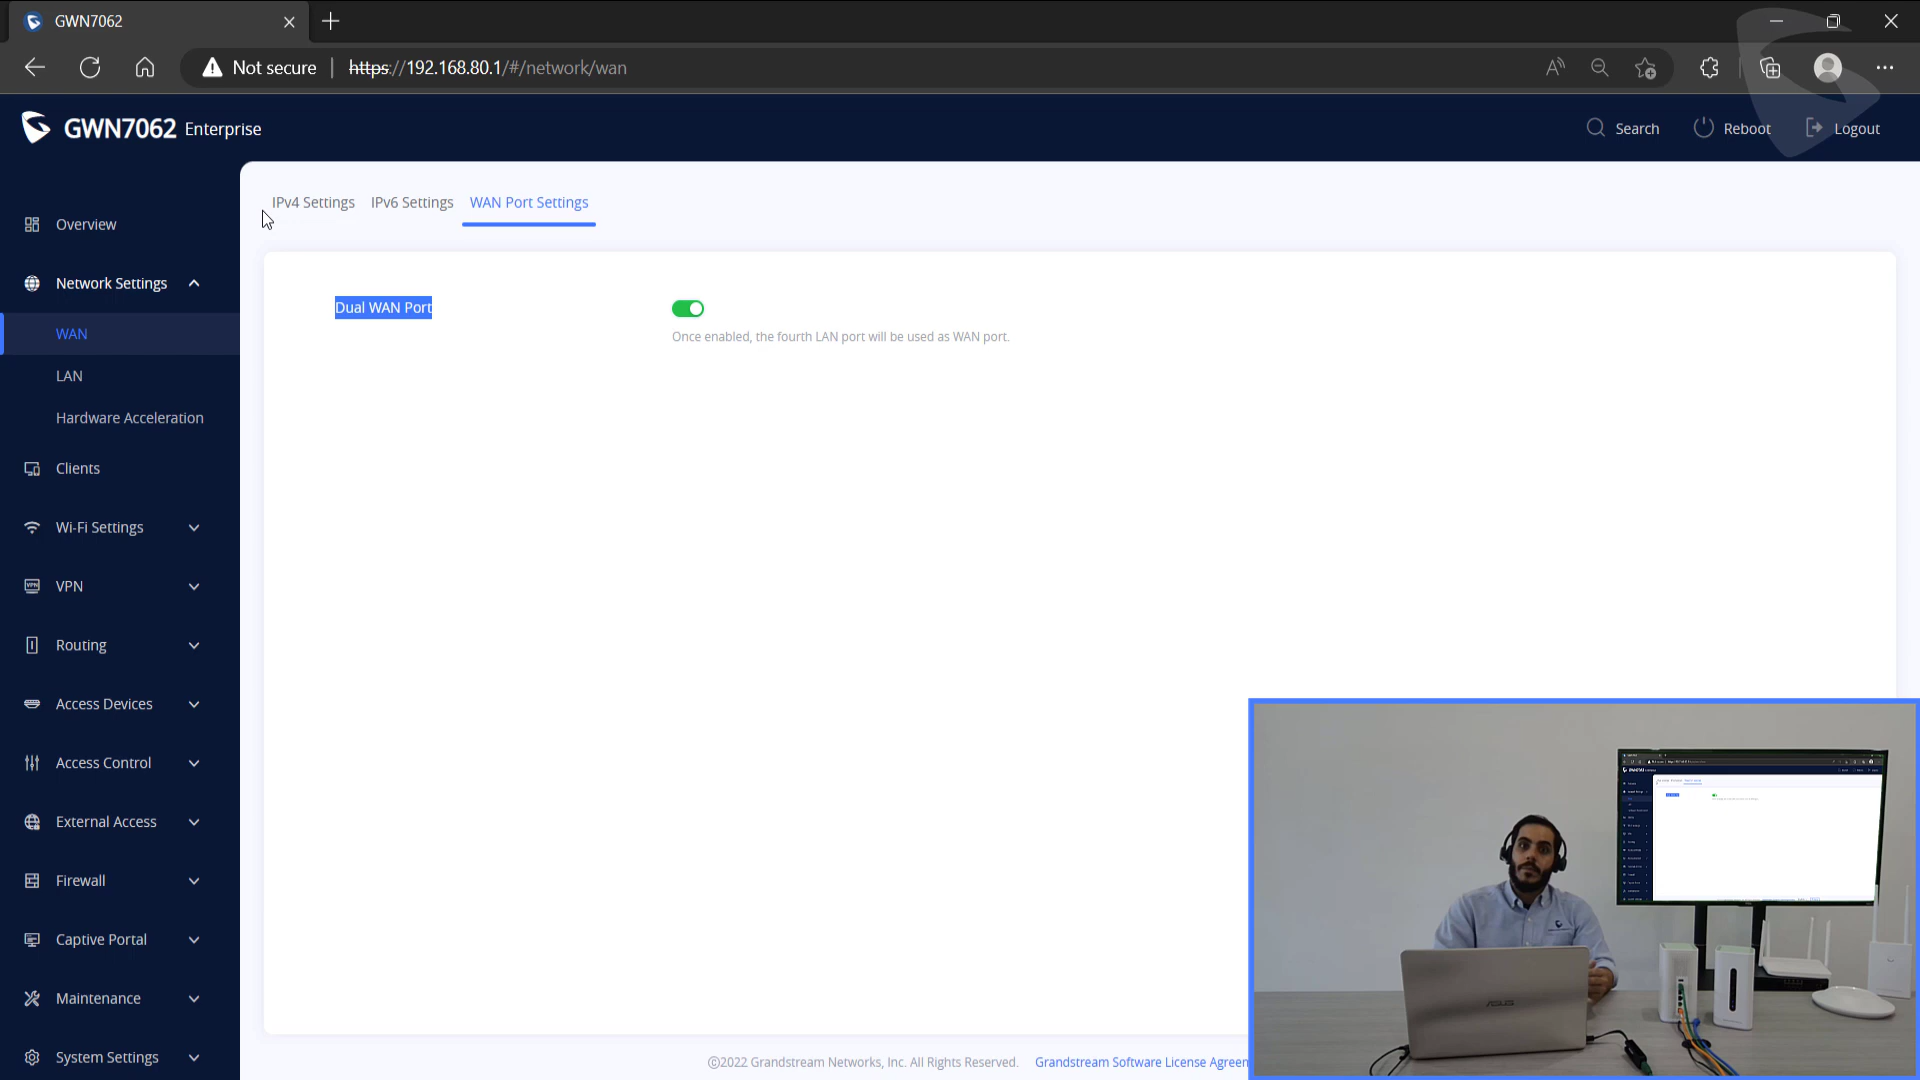 GWN7062
Not secure
https://192.168.80.1/#/network/wan
GWN7062 Enterprise
Search
Reboot
Logout
Overview
Network Settings
WAN
LAN
Hardware Acceleration
Clients
Wi-Fi Settings
VPN
Routing
Access Devices
Access Control
External Access
Firewall
Captive Portal
Maintenance
System Settings
IPv4 Settings
IPv6 Settings
WAN Port Settings
Dual WAN Port
Once enabled, the fourth LAN port will be used as WAN port.
©2022 Grandstream Networks, Inc. All Rights Reserved.
Grandstream Software License Agreem
ASUS